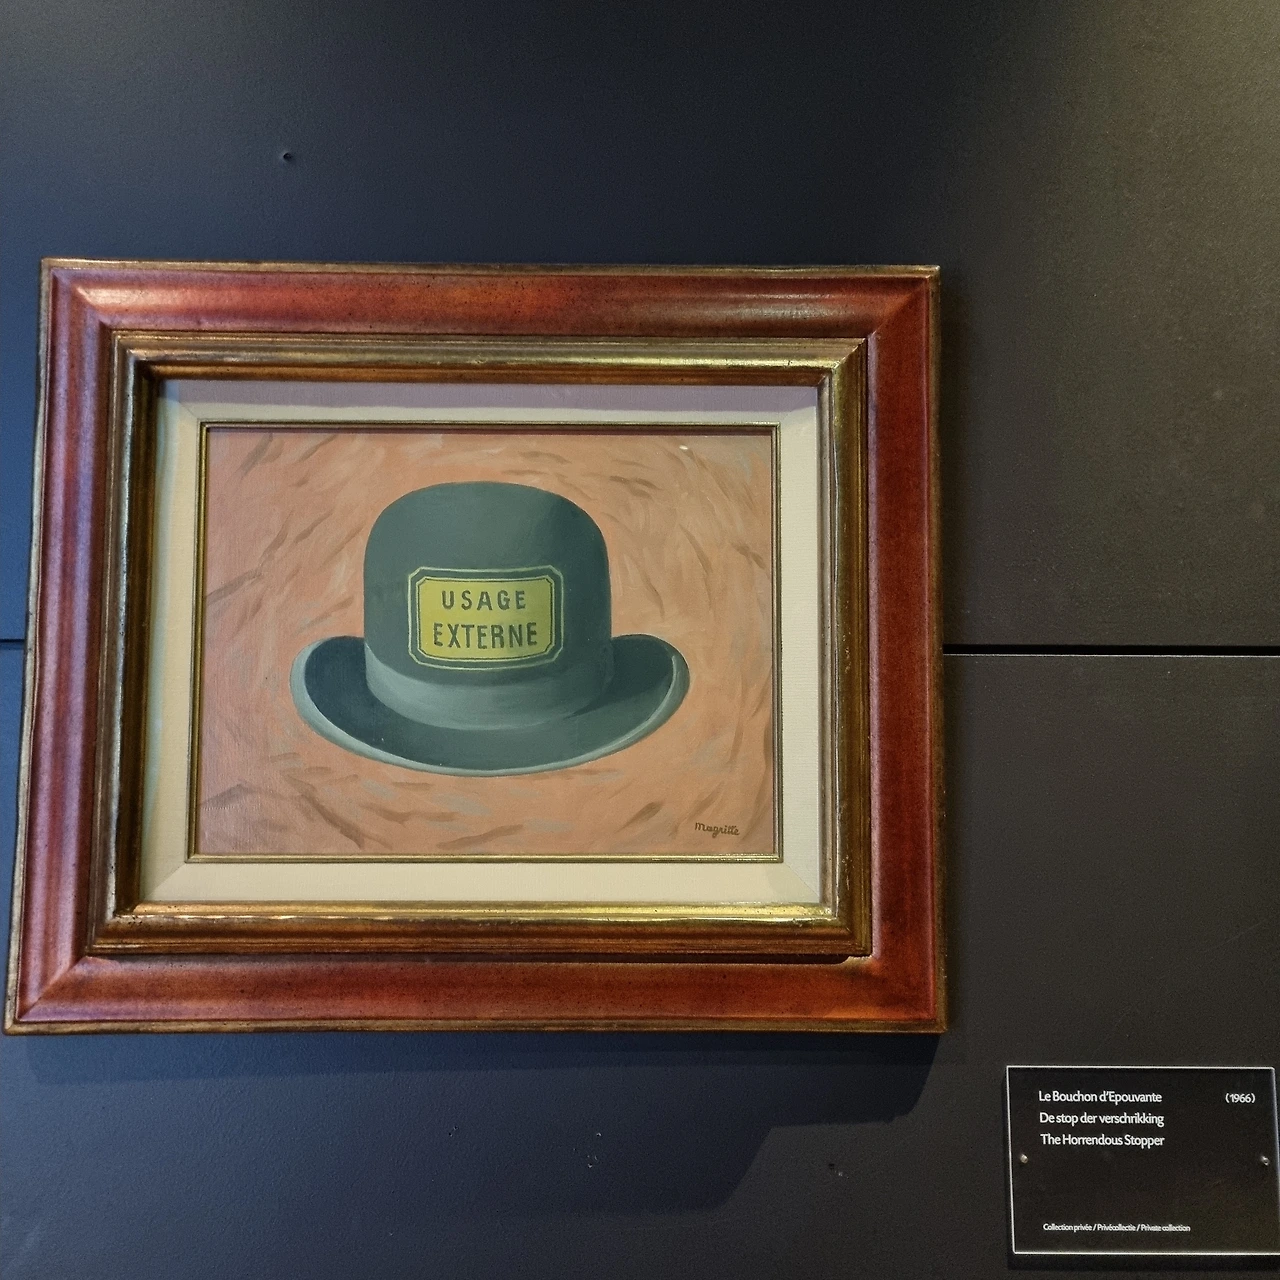 USAGE
EXTERNE
Magritte
Le Bouchon d'Epouvante (1966)
De stop der verschrikking
The Horrendous Stopper
Collection privée / Privécollectie / Private collection